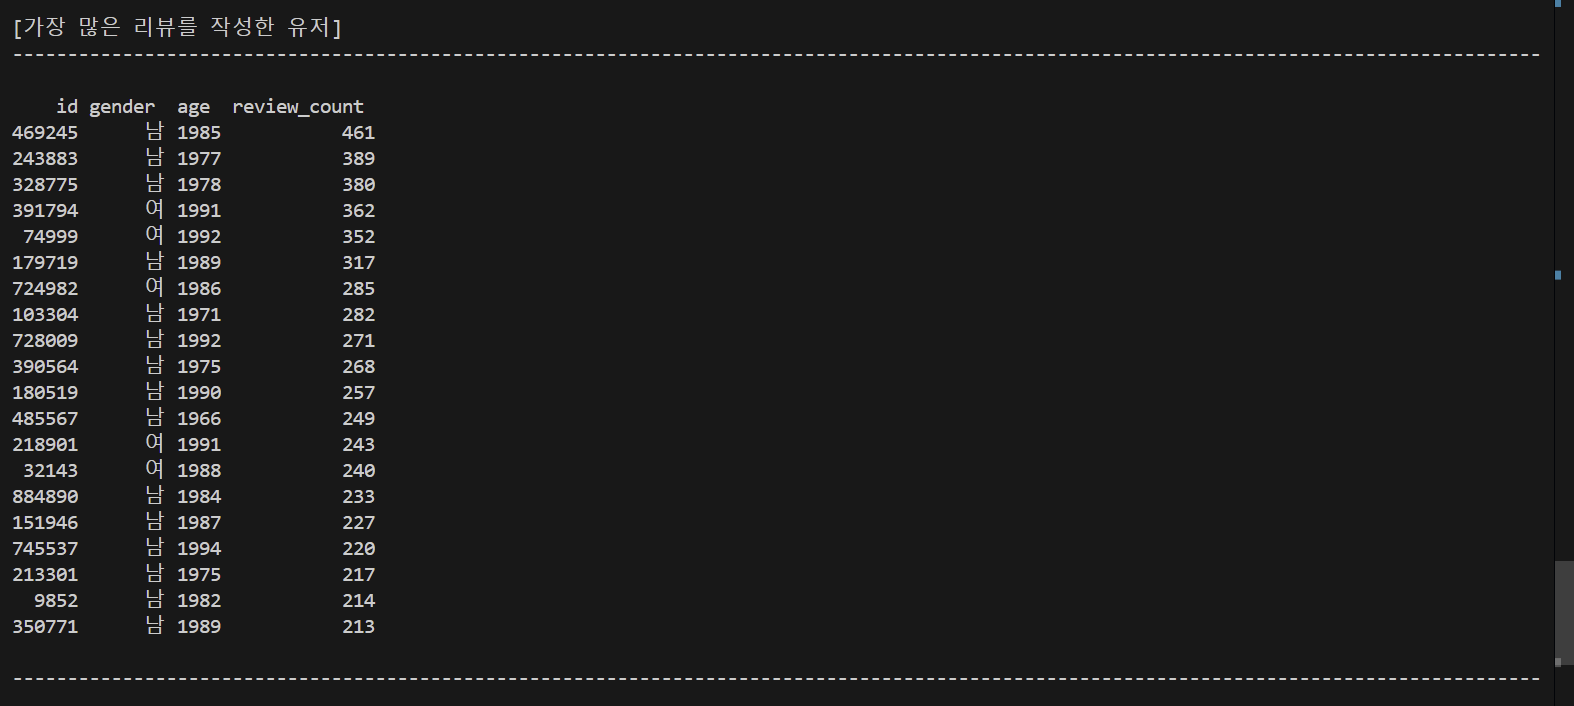 [가장 많은 리뷰를 작성한 유저]
-------------------------------------------------------------------------------------------------------------------------------------------
id gender age review_count
469245 남 1985 461
243883 남 1977 389
328775 남 1978 380
391794 여 1991 362
74999 여 1992 352
179719 남 1989 317
724982 여 1986 285
103304 남 1971 282
728009 남 1992 271
390564 남 1975 268
180519 남 1990 257
485567 남 1966 249
218901 여 1991 243
32143 여 1988 240
884890 남 1984 233
151946 남 1987 227
745537 남 1994 220
213301 남 1975 217
9852 남 1982 214
350771 남 1989 213
-------------------------------------------------------------------------------------------------------------------------------------------